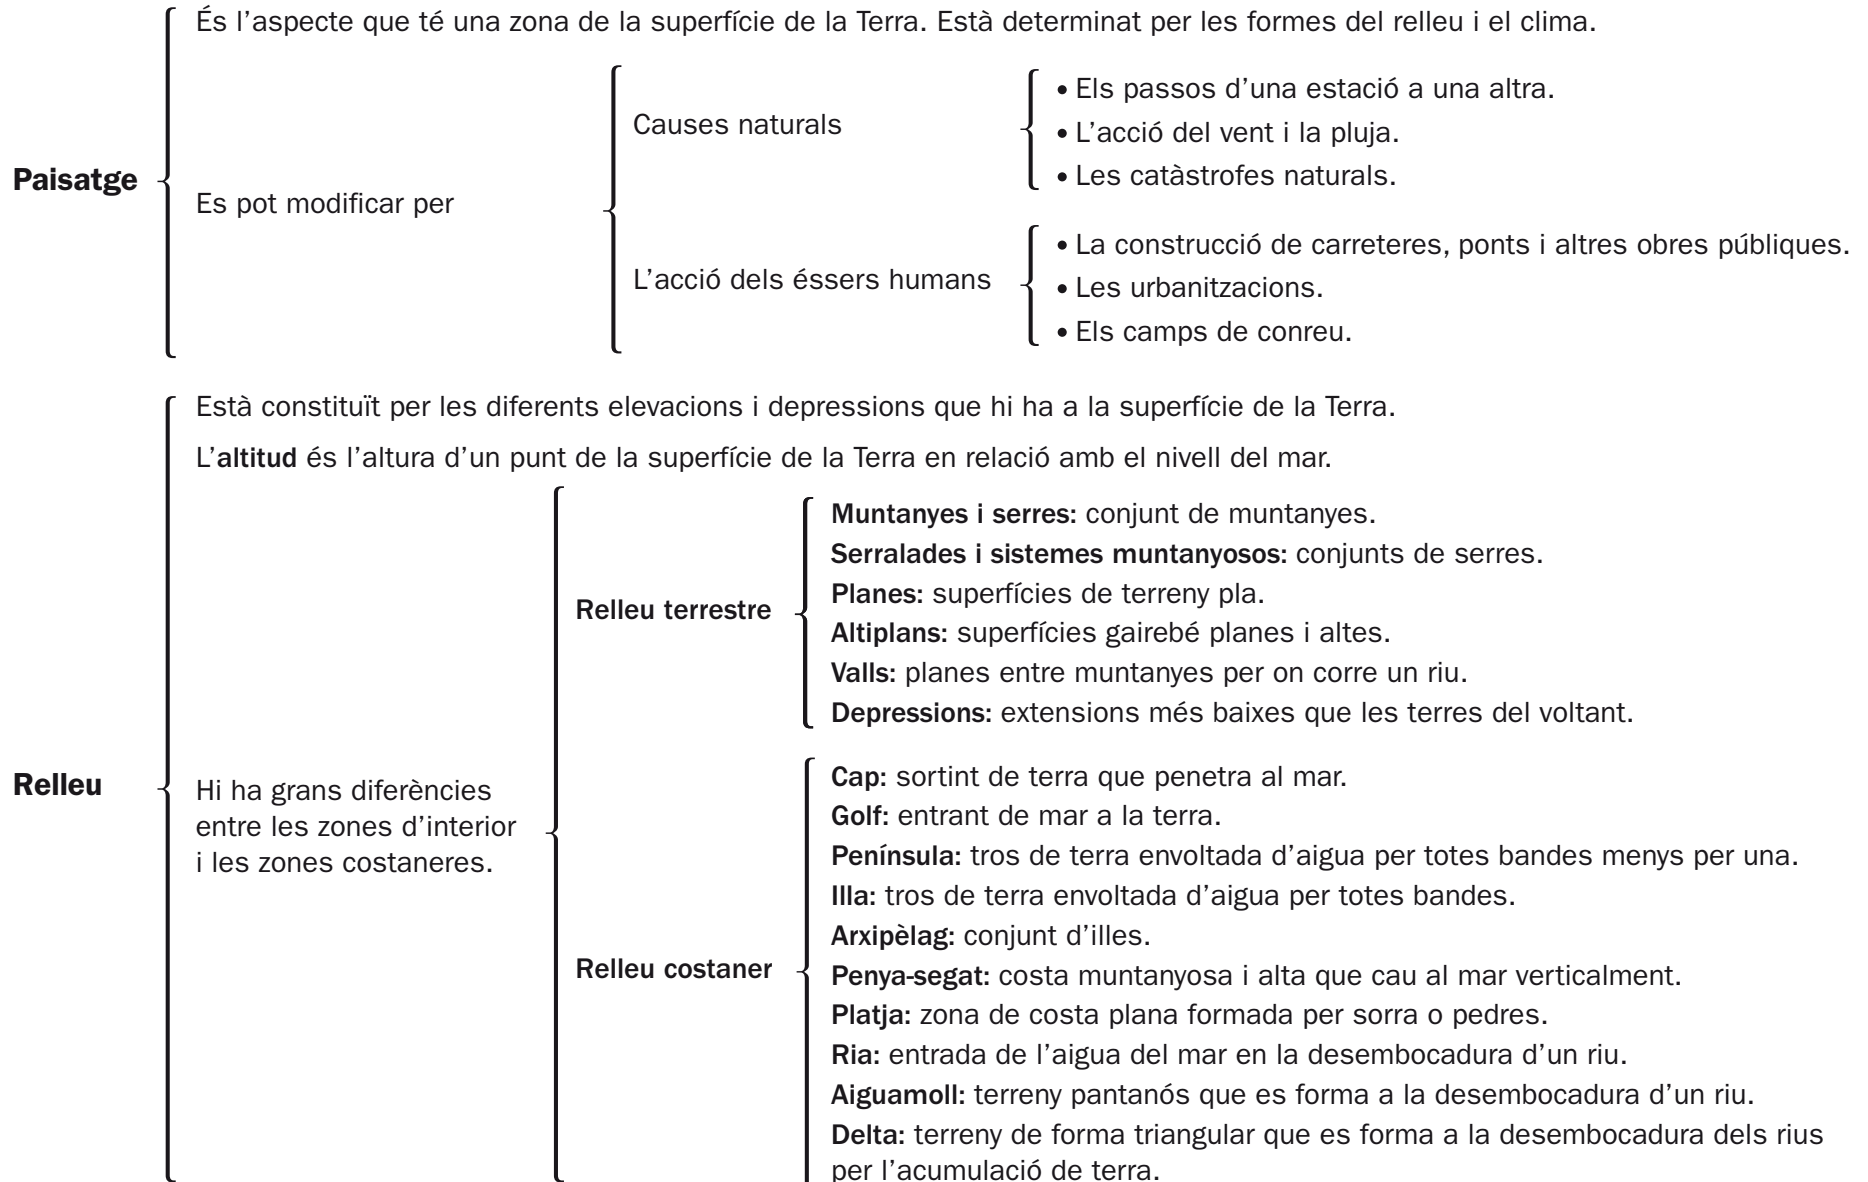 És l'aspecte que té una zona de la superfície de la Terra. Està determinat per les formes del relleu i el clima.
Paisatge
Es pot modificar per
Causes naturals
• Els passos d'una estació a una altra.
• L'acció del vent i la pluja.
• Les catàstrofes naturals.
L'acció dels éssers humans
• La construcció de carreteres, ponts i altres obres públiques.
• Les urbanitzacions.
• Els camps de conreu.
Està constituït per les diferents elevacions i depressions que hi ha a la superfície de la Terra.
L'altitud és l'altura d'un punt de la superfície de la Terra en relació amb el nivell del mar.
Relleu
Hi ha grans diferències
entre les zones d'interior
i les zones costaneres.
Relleu terrestre
Muntanyes i serres: conjunt de muntanyes.
Serralades i sistemes muntanyosos: conjunts de serres.
Planes: superfícies de terreny pla.
Altiplans: superfícies gairebé planes i altes.
Valls: planes entre muntanyes per on corre un riu.
Depressions: extensions més baixes que les terres del voltant.
Relleu costaner
Cap: sortint de terra que penetra al mar.
Golf: entrant de mar a la terra.
Península: tros de terra envoltada d'aigua per totes bandes menys per una.
Illa: tros de terra envoltada d'aigua per totes bandes.
Arxipèlag: conjunt d'illes.
Penya-segat: costa muntanyosa i alta que cau al mar verticalment.
Platja: zona de costa plana formada per sorra o pedres.
Ria: entrada de l'aigua del mar en la desembocadura d'un riu.
Aiguamoll: terreny pantanós que es forma a la desembocadura d'un riu.
Delta: terreny de forma triangular que es forma a la desembocadura dels rius
per l'acumulació de terra.